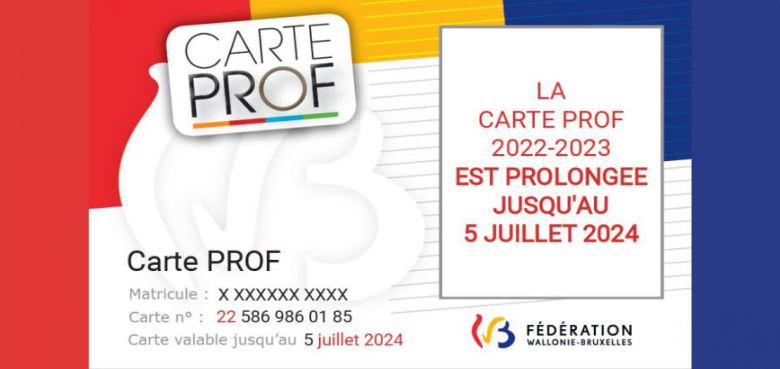 CARTE
PROF
LA
CARTE PROF
2022-2023
EST PROLONGEE
JUSQU'AU
5 JUILLET 2024
Carte PROF
Matricule : X XXXXXX XXXX
Carte n° : 22 586 986 01 85
Carte valable jusqu'au 5 juillet 2024
FÉDÉRATION
WALLONIE-BRUXELLES